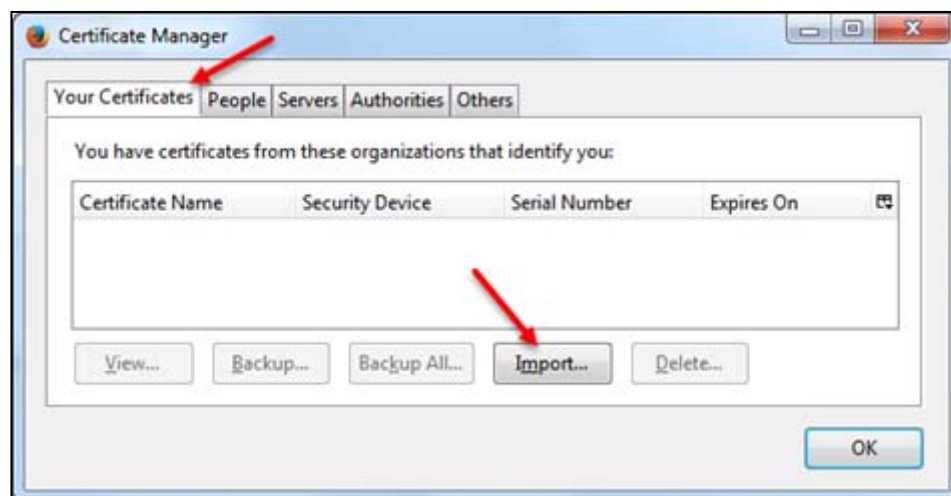 Certificate Manager
Your Certificates People Servers Authorities Others
You have certificates from these organizations that identify you:
Certificate Name Security Device Serial Number Expires On
View... Backup... Backup All... Import... Delete...
OK